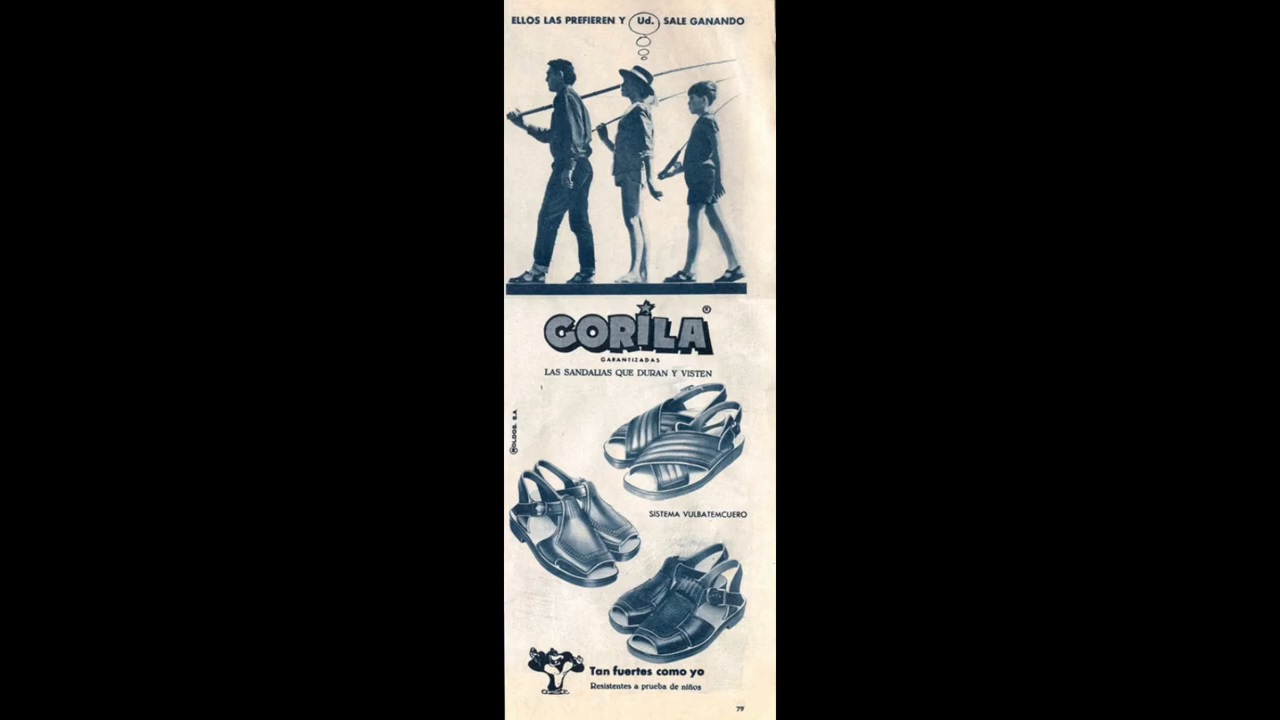 ELLOS LAS PREFIEREN Y Ud. SALE GANANDO
GORILA ®
GARANTIZADAS
LAS SANDALIAS QUE DURAN Y VISTEN
SISTEMA VULBATEMCUERO
Tan fuertes como yo
Resistentes a prueba de niños
79